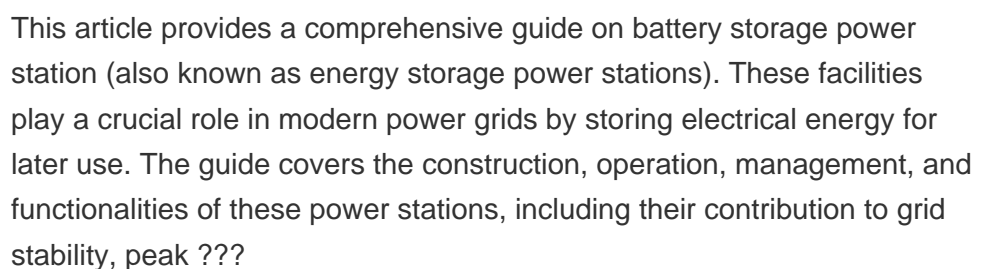 This article provides a comprehensive guide on battery storage power
station (also known as energy storage power stations). These facilities
play a crucial role in modern power grids by storing electrical energy for
later use. The guide covers the construction, operation, management, and
functionalities of these power stations, including their contribution to grid
stability, peak ???